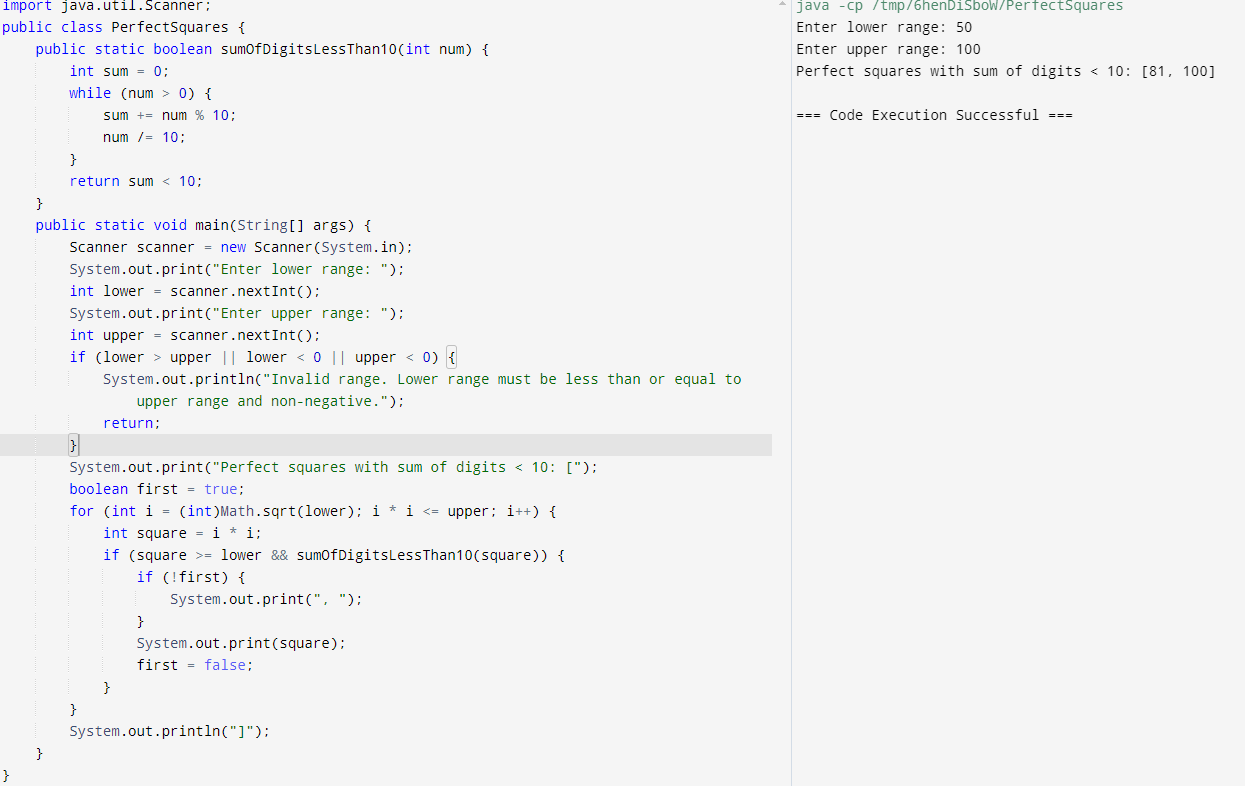 import java.util.Scanner;
public class PerfectSquares {
    public static boolean sumOfDigitsLessThan10(int num) {
        int sum = 0;
        while (num > 0) {
            sum += num % 10;
            num /= 10;
        }
        return sum < 10;
    }
    public static void main(String[] args) {
        Scanner scanner = new Scanner(System.in);
        System.out.print("Enter lower range: ");
        int lower = scanner.nextInt();
        System.out.print("Enter upper range: ");
        int upper = scanner.nextInt();
        if (lower > upper || lower < 0 || upper < 0) {
            System.out.println("Invalid range. Lower range must be less than or equal to
                upper range and non-negative.");
            return;
        }
        System.out.print("Perfect squares with sum of digits < 10: [");
        boolean first = true;
        for (int i = (int)Math.sqrt(lower); i * i <= upper; i++) {
            int square = i * i;
            if (square >= lower && sumOfDigitsLessThan10(square)) {
                if (!first) {
                    System.out.print(", ");
                }
                System.out.print(square);
                first = false;
            }
        }
        System.out.println("]");
    }
}
java -cp /tmp/6henDiSboW/PerfectSquares
Enter lower range: 50
Enter upper range: 100
Perfect squares with sum of digits < 10: [81, 100]
=== Code Execution Successful ===